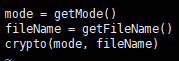 mode = getMode()
fileName = getFileName()
crypto(mode, fileName)
~